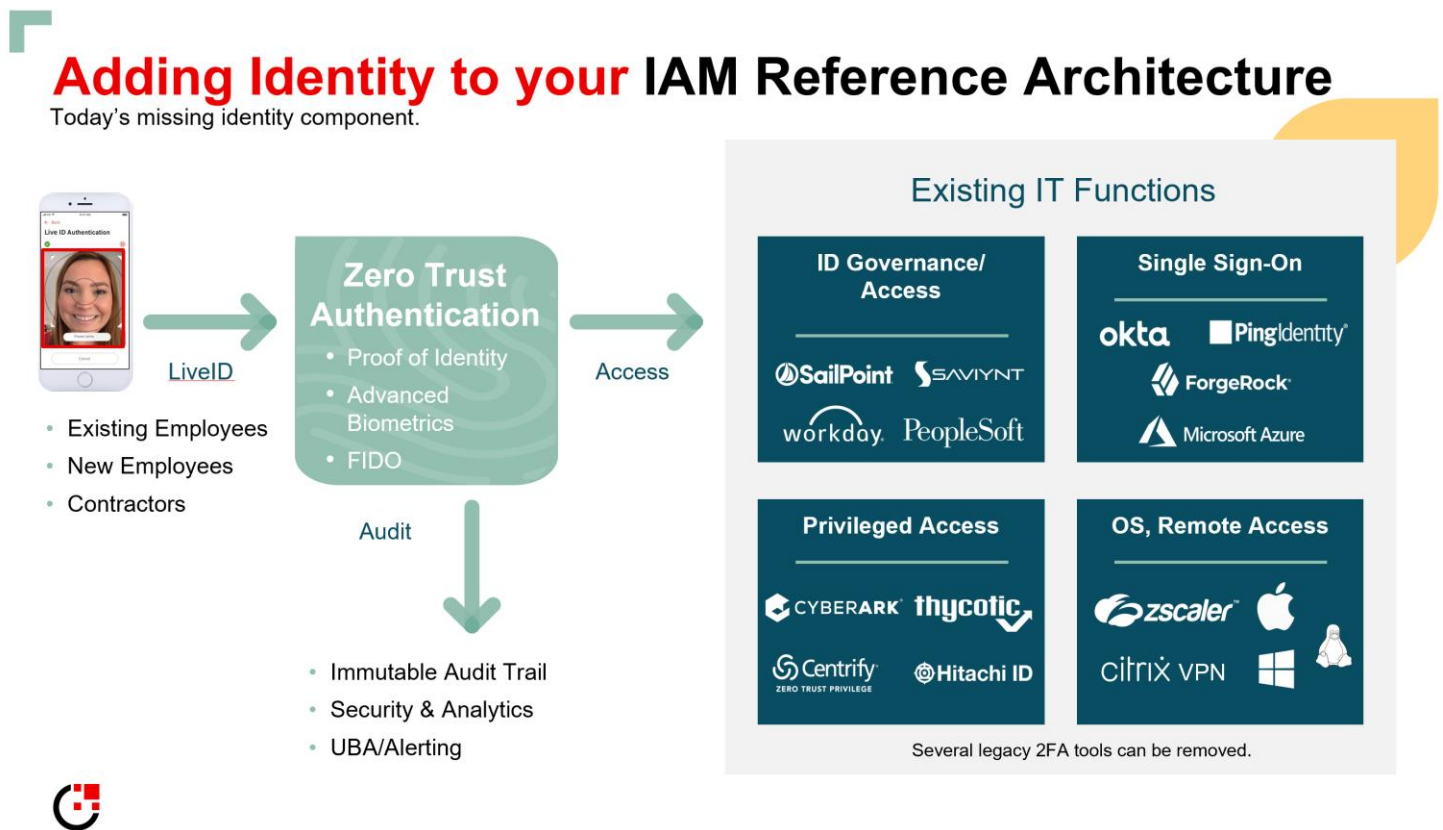 Adding Identity to your IAM Reference Architecture
Today's missing identity component.
Live ID Authentication
LiveID
• Existing Employees
• New Employees
• Contractors
Zero Trust
Authentication
• Proof of Identity
• Advanced
Biometrics
• FIDO
Access
Audit
• Immutable Audit Trail
• Security & Analytics
• UBA/Alerting
Existing IT Functions
ID Governance/
Access
SailPoint
SAVIYNT
workday.
PeopleSoft
Single Sign-On
okta
PingIdentity®
ForgeRock
Microsoft Azure
Privileged Access
CYBERARK®
thycotic
Centrify
ZERO TRUST PRIVILEGE
Hitachi ID
OS, Remote Access
zscaler™
citrix VPN
Several legacy 2FA tools can be removed.